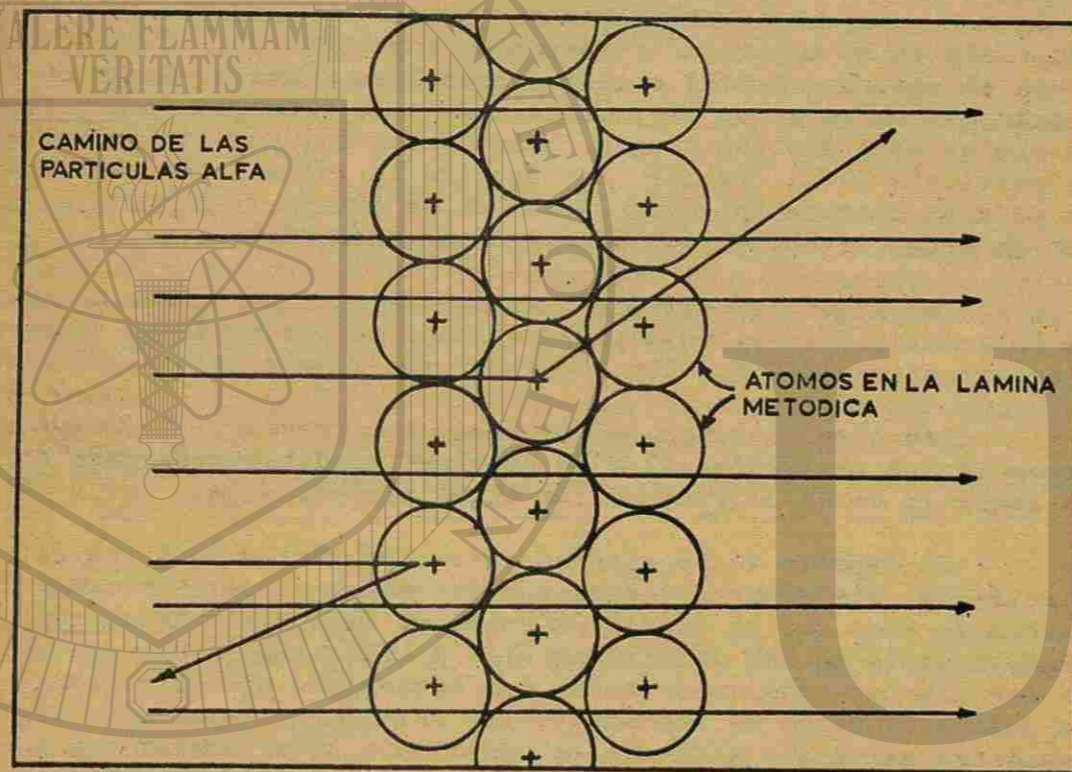 ALERE FLAMMAM
VERITATIS
CAMINO DE LAS
PARTICULAS ALFA
ATOMOS EN LA LAMINA
METODICA
U